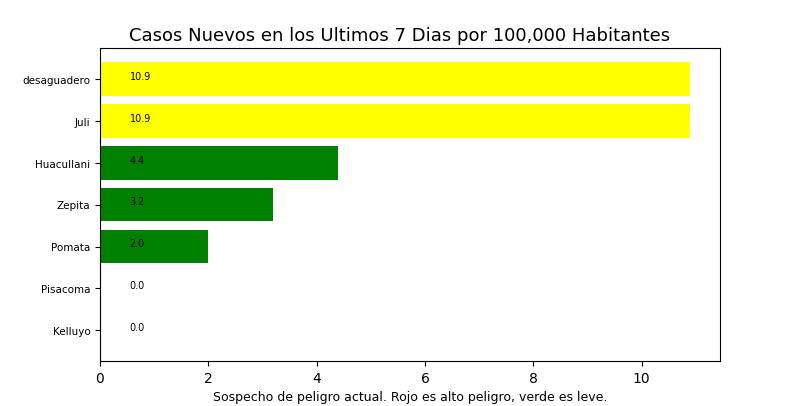 Casos Nuevos en los Ultimos 7 Dias por 100,000 Habitantes
desaguadero 10.9
Juli 10.9
Huacullani 4.4
Zepita 3.2
Pomata 2.0
Pisacoma 0.0
Kelluyo 0.0
0 2 4 6 8 10
Sospecho de peligro actual. Rojo es alto peligro, verde es leve.